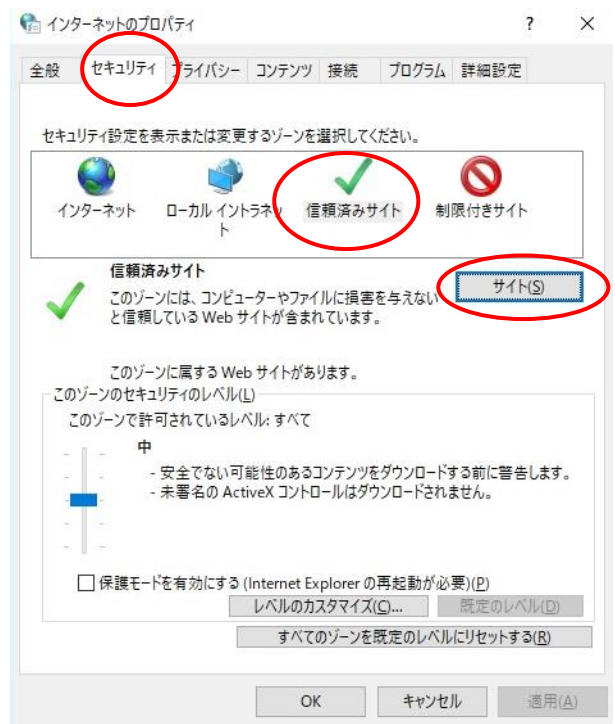 インターネットのプロパティ
?
×
全般 セキュリティ プライバシー コンテンツ 接続 プログラム 詳細設定
セキュリティ設定を表示または変更するゾーンを選択してください。
インターネット ローカル イントラネット 信頼済みサイト 制限付きサイト
信頼済みサイト
このゾーンには、コンピューターやファイルに損害を与えない
と信頼している Web サイトが含まれています。
サイト(S)
このゾーンに属する Web サイトがあります。
このゾーンのセキュリティのレベル(L)
このゾーンで許可されているレベル: すべて
中
- 安全でない可能性のあるコンテンツをダウンロードする前に警告します。
- 未署名の ActiveX コントロールはダウンロードされません。
保護モードを有効にする (Internet Explorer の再起動が必要)(P)
レベルのカスタマイズ(C)... 既定のレベル(D)
すべてのゾーンを既定のレベルにリセットする(R)
OK キャンセル 適用(A)